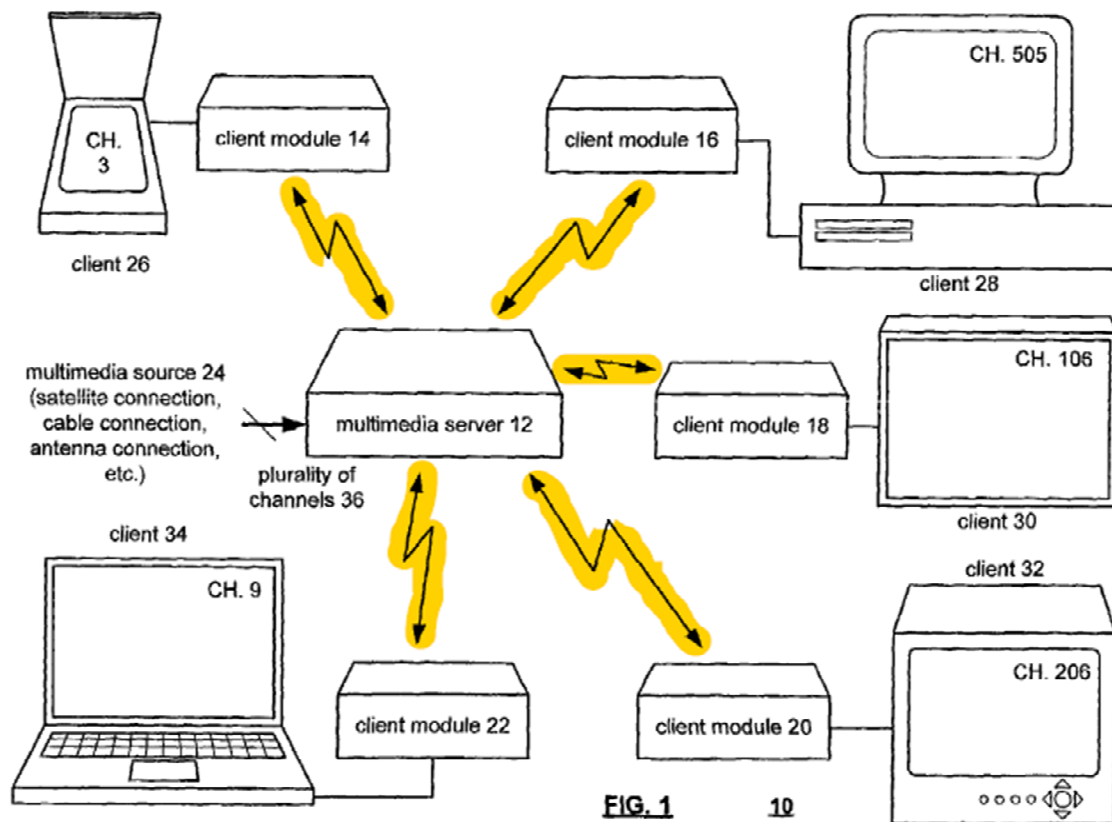 CH.
3
client module 14
client 26
client module 16
CH. 505
client 28
multimedia source 24
(satellite connection,
cable connection,
antenna connection,
etc.)
multimedia server 12
plurality of
channels 36
client module 18
CH. 106
client 30
client 34
CH. 9
client module 22
client module 20
client 32
CH. 206
FIG. 1
10